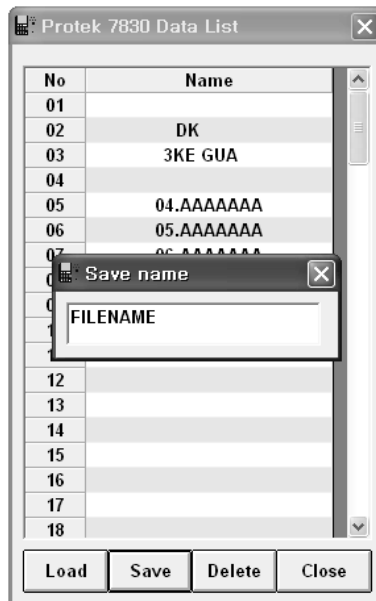 Protek 7830 Data List
No Name
01
02 DK
03 3KE GUA
04
05 04.AAAAAAA
06 05.AAAAAAA
Save name
FILENAME
12
13
14
15
16
17
18
Load Save Delete Close